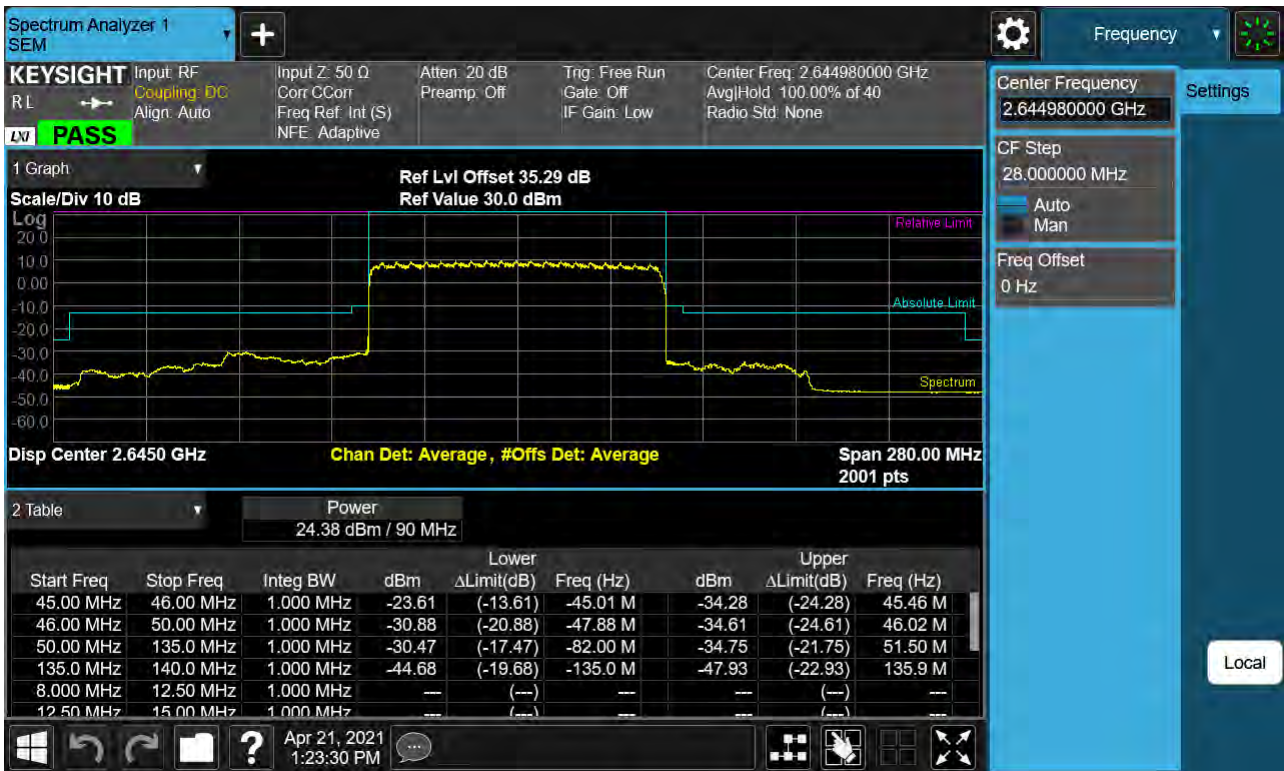 Spectrum Analyzer 1
SEM
Frequency
KEYSIGHT
R L
LXI
PASS
Input: RF
Coupling: DC
Align: Auto
Input Z: 50 Ω
Corr CCorr
Freq Ref: Int (S)
NFE: Adaptive
Atten: 20 dB
Preamp: Off
Trig: Free Run
Gate: Off
IF Gain: Low
Center Freq: 2.644980000 GHz
Avg|Hold: 100.00% of 40
Radio Std: None
Center Frequency
2.644980000 GHz
Settings
CF Step
28.000000 MHz
Auto
Man
Freq Offset
0 Hz
Local
1 Graph
Scale/Div 10 dB
Ref Lvl Offset 35.29 dB
Ref Value 30.0 dBm
Log
20.0
10.0
0.00
-10.0
-20.0
-30.0
-40.0
-50.0
-60.0
Relative Limit
Absolute Limit
Spectrum
Disp Center 2.6450 GHz
Chan Det: Average, #Offs Det: Average
Span 280.00 MHz
2001 pts
2 Table
Power
24.38 dBm / 90 MHz
Lower Upper
Start Freq Stop Freq Integ BW dBm ΔLimit(dB) Freq (Hz) dBm ΔLimit(dB) Freq (Hz)
45.00 MHz 46.00 MHz 1.000 MHz -23.61 (-13.61) -45.01 M -34.28 (-24.28) 45.46 M
46.00 MHz 50.00 MHz 1.000 MHz -30.88 (-20.88) -47.88 M -34.61 (-24.61) 46.02 M
50.00 MHz 135.0 MHz 1.000 MHz -30.47 (-17.47) -82.00 M -34.75 (-21.75) 51.50 M
135.0 MHz 140.0 MHz 1.000 MHz -44.68 (-19.68) -135.0 M -47.93 (-22.93) 135.9 M
8.000 MHz 12.50 MHz 1.000 MHz --- (---) --- --- (---) ---
12.50 MHz 15.00 MHz 1.000 MHz --- (---) --- --- (---) ---
?
Apr 21, 2021
1:23:30 PM